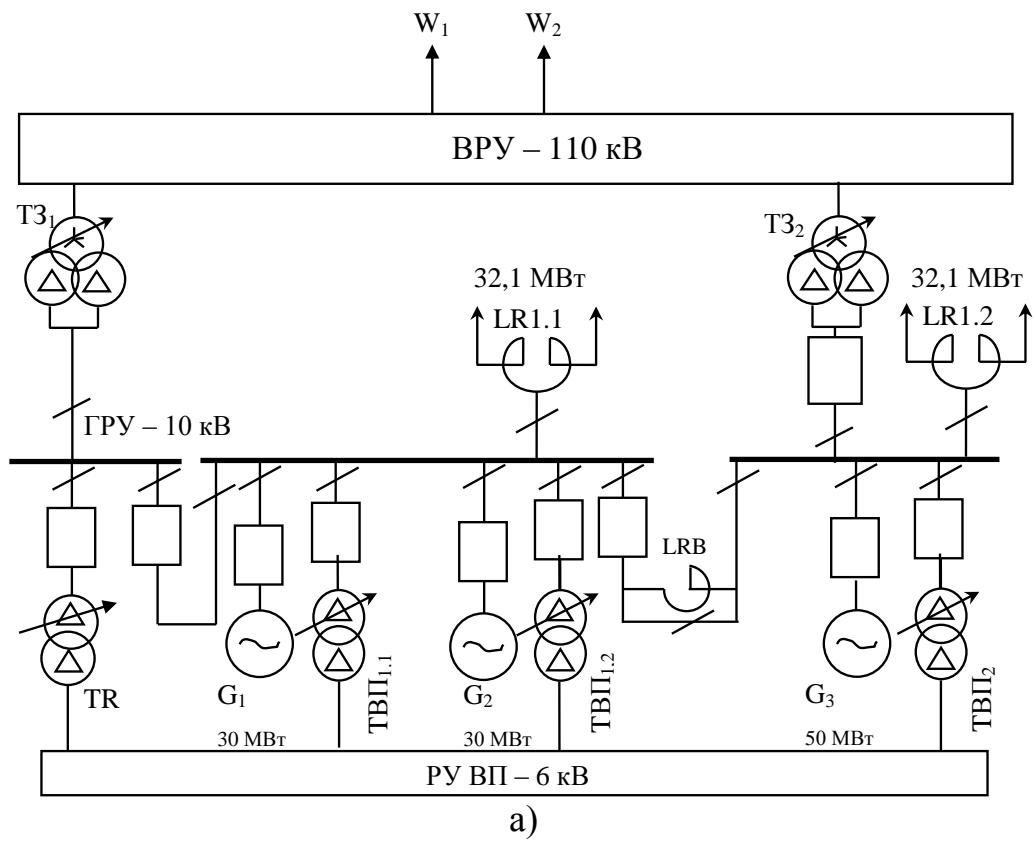 W1 W2
ВРУ – 110 кВ
ТЗ1
ТЗ2
32,1 МВт
32,1 МВт
LR1.1
LR1.2
ГРУ – 10 кВ
LRB
TR
G1
ТВП1.1
G2
ТВП1.2
G3
ТВП2
30 МВт
30 МВт
50 МВт
РУ ВП – 6 кВ
а)